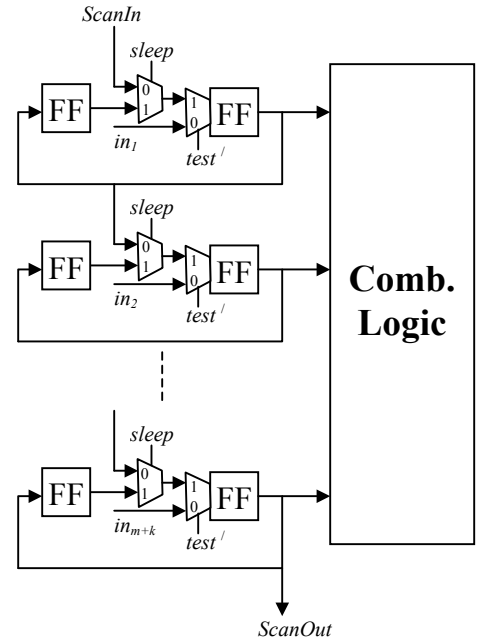 ScanIn
sleep
0
FF
1
1
FF
0
in1
test /
sleep
0
FF
1
1
FF
0
in2
test /
Comb.
Logic
sleep
0
FF
1
1
FF
0
inm+k
test /
ScanOut